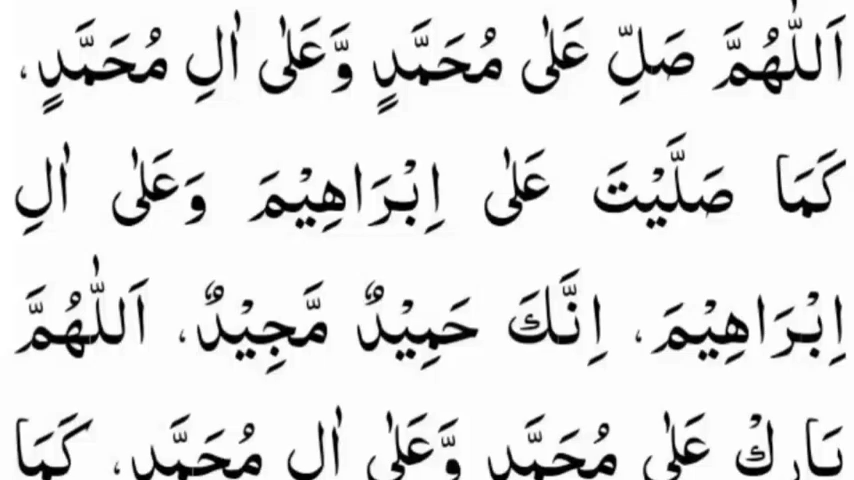 اَللّٰهُمَّ صَلِّ عَلٰى مُحَمَّدٍ وَّعَلٰى اٰلِ مُحَمَّدٍ،
كَمَا صَلَّيْتَ عَلٰى اِبْرَاهِيْمَ وَعَلٰى اٰلِ
اِبْرَاهِيْمَ، اِنَّكَ حَمِيْدٌ مَّجِيْدٌ، اَللّٰهُمَّ
بَارِكْ عَلٰى مُحَمَّدٍ وَّعَلٰى اٰلِ مُحَمَّدٍ، كَمَا